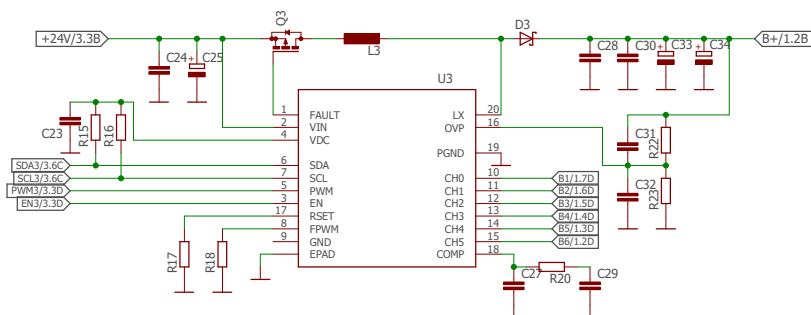 Q3
D3
+24V/3.3B
B+/1.2B
C24
+
C25
L3
C28
C30
+
C33
+
C34
U3
1
FAULT
LX
20
2
VIN
OVP
16
4
VDC
C23
R15
R16
PGND
19
C31
R22
SDA3/3.6C
6
SDA
CH0
10
B1/1.7D
SCL3/3.6C
7
SCL
CH1
11
B2/1.6D
PWM3/3.3D
5
PWM
CH2
12
B3/1.5D
EN3/3.3D
3
EN
CH3
13
B4/1.4D
17
RSET
CH4
14
B5/1.3D
8
FPWM
CH5
15
B6/1.2D
9
GND
COMP
18
EPAD
C32
R23
R17
R18
C27
R20
C29